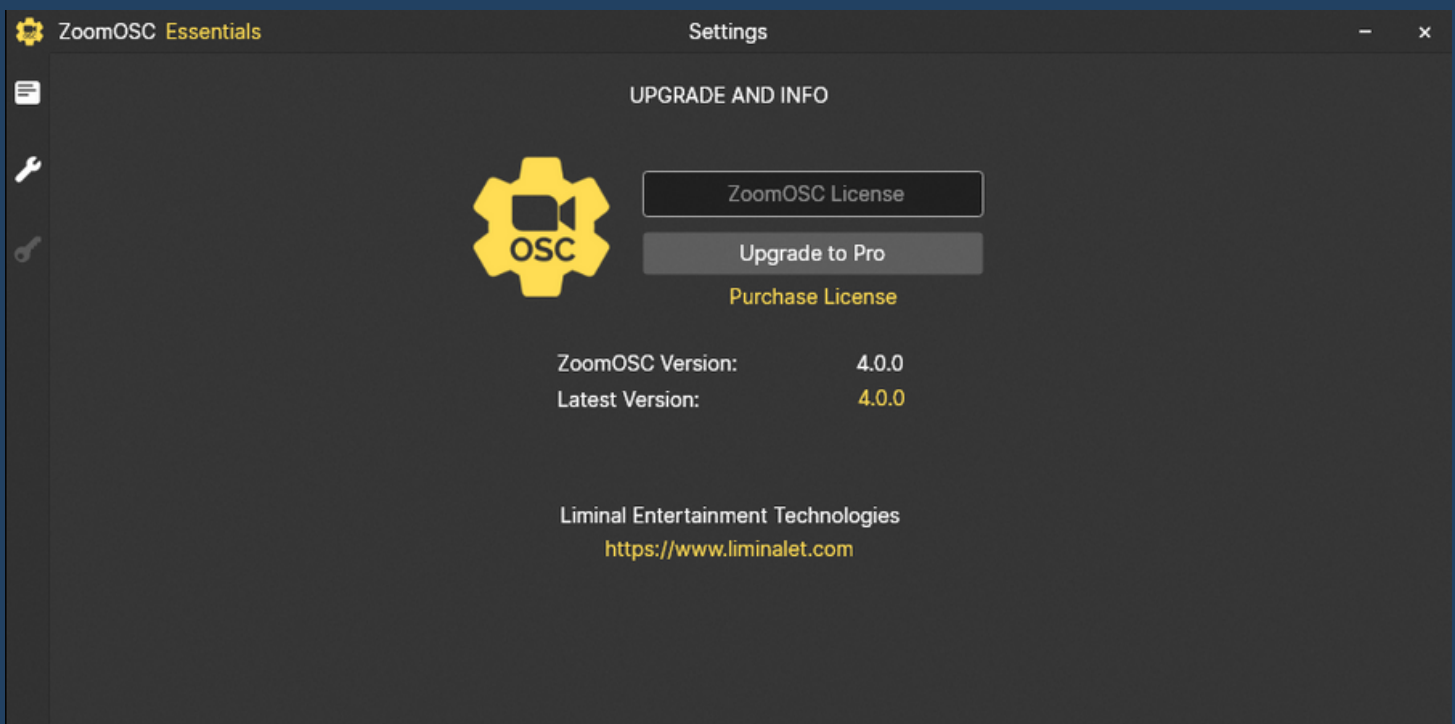 ZoomOSC Essentials
Settings
UPGRADE AND INFO
OSC
ZoomOSC License
Upgrade to Pro
Purchase License
ZoomOSC Version: 4.0.0
Latest Version: 4.0.0
Liminal Entertainment Technologies
https://www.liminalet.com